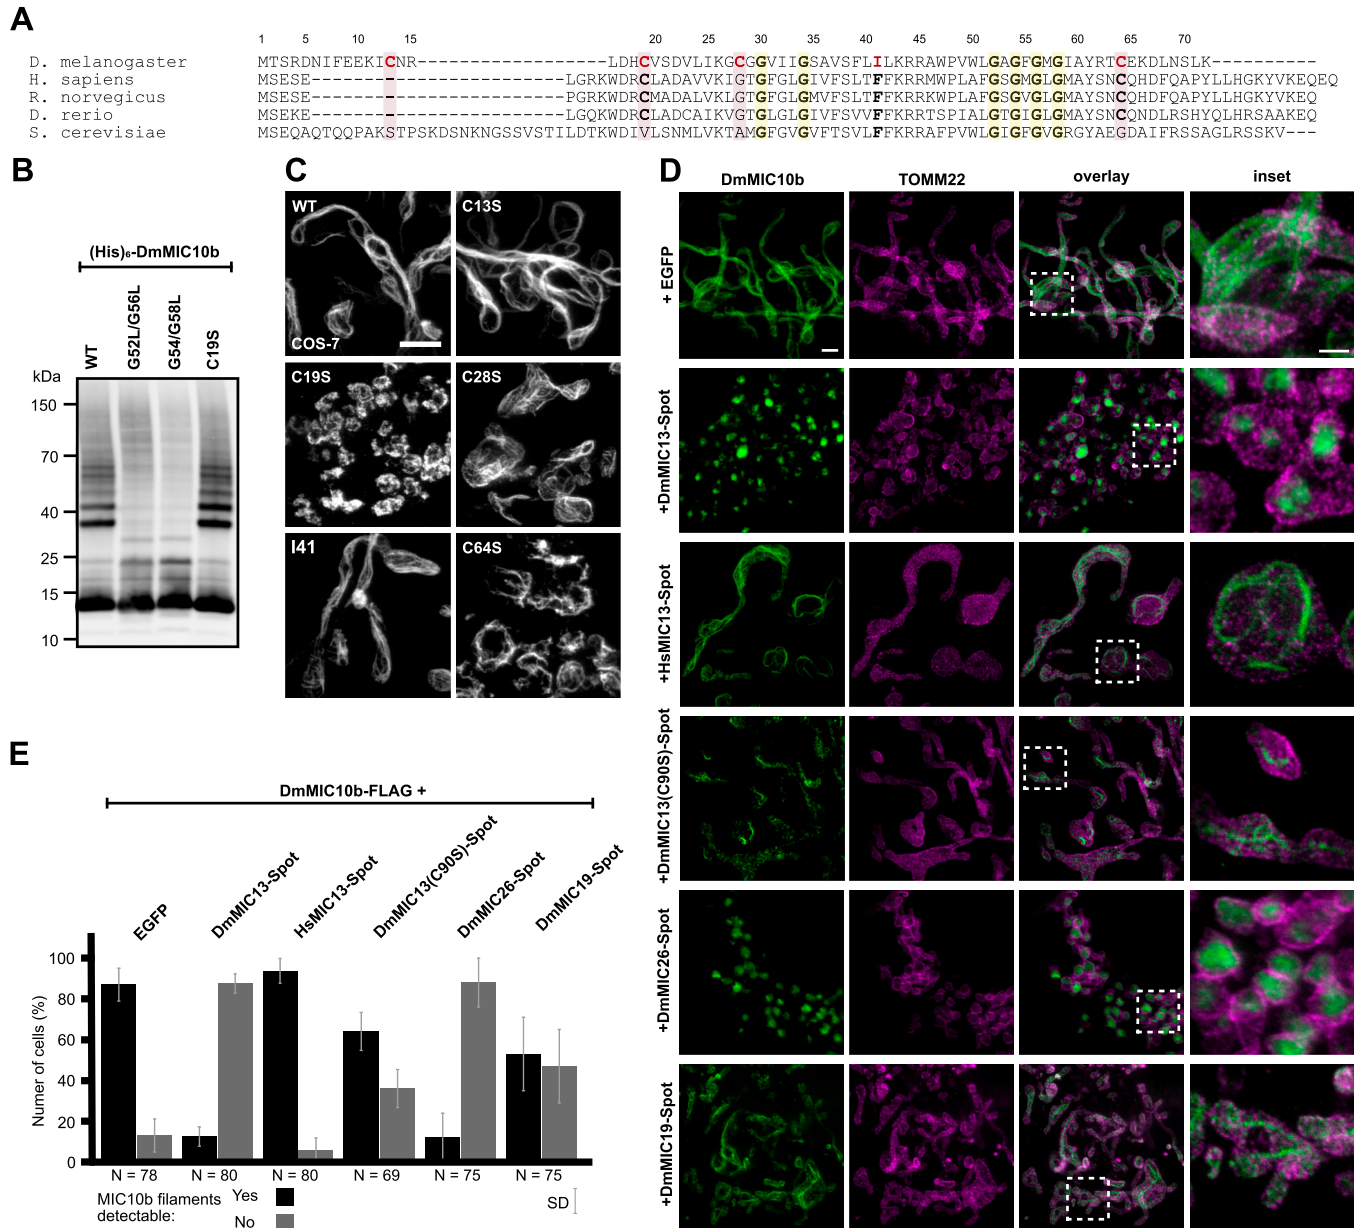 A
1 5 10 15 20 25 30 35 39 45 50 55 60 65 70
D. melanogaster MTSRDNIFEEKICNR-----------------LDHCVSDVLIKGCGGVIIGSAVSFLILKRRAWPVWLGAGFGMGIAYRTCEKDLNSLK----------
H. sapiens MSESE--------------------------LGRKWDRCLADAVVKIGTGFGLGIVFSLTFFKRRMWPLAFGSGMGLGMAYSNCQHDFQAPYLLHGKYVKEQEQ
R. norvegicus MSESE--------------------------PGRKWDRCMADALVKLGTGFGLGMVFSLTFFKRRKWPLAFGSGVGLGMAYSNCQHDFQAPYLLHGKYVKEQ
D. rerio MSEKE--------------------------LGQKWDRCLADCAIKVGTGFGLGIVFSVVFFKRRTSPIALGTGMGLGMAYSNCQNDLRSHYQLHRSAAKEQ
S. cerevisiae MSEQAQTQQPAKSTPSKDSNKNGSSVSTILDTKWDIVLSNMLVKTAMGFGVGVFTSVLFFKRRAFPVWLGIGFGVGRGYAEGDAIFRSSAGLRSSKV---
B
(His)₆-DmMIC10b
WT G52L/G56L G54/G58L C19S
kDa
150
70
40
25
15
10
C
WT C13S
COS-7
C19S C28S
I41 C64S
D
DmMIC10b TOMM22 overlay inset
+ EGFP
+DmMIC13-Spot
+HsMIC13-Spot
+DmMIC13(C90S)-Spot
+DmMIC26-Spot
+DmMIC19-Spot
E
DmMIC10b-FLAG +
EGFP DmMIC13-Spot HsMIC13-Spot DmMIC13(C90S)-Spot DmMIC26-Spot DmMIC19-Spot
Numer of cells (%)
100
80
60
40
20
0
N = 78 N = 80 N = 80 N = 69 N = 75 N = 75
MIC10b filaments detectable: Yes No
SD